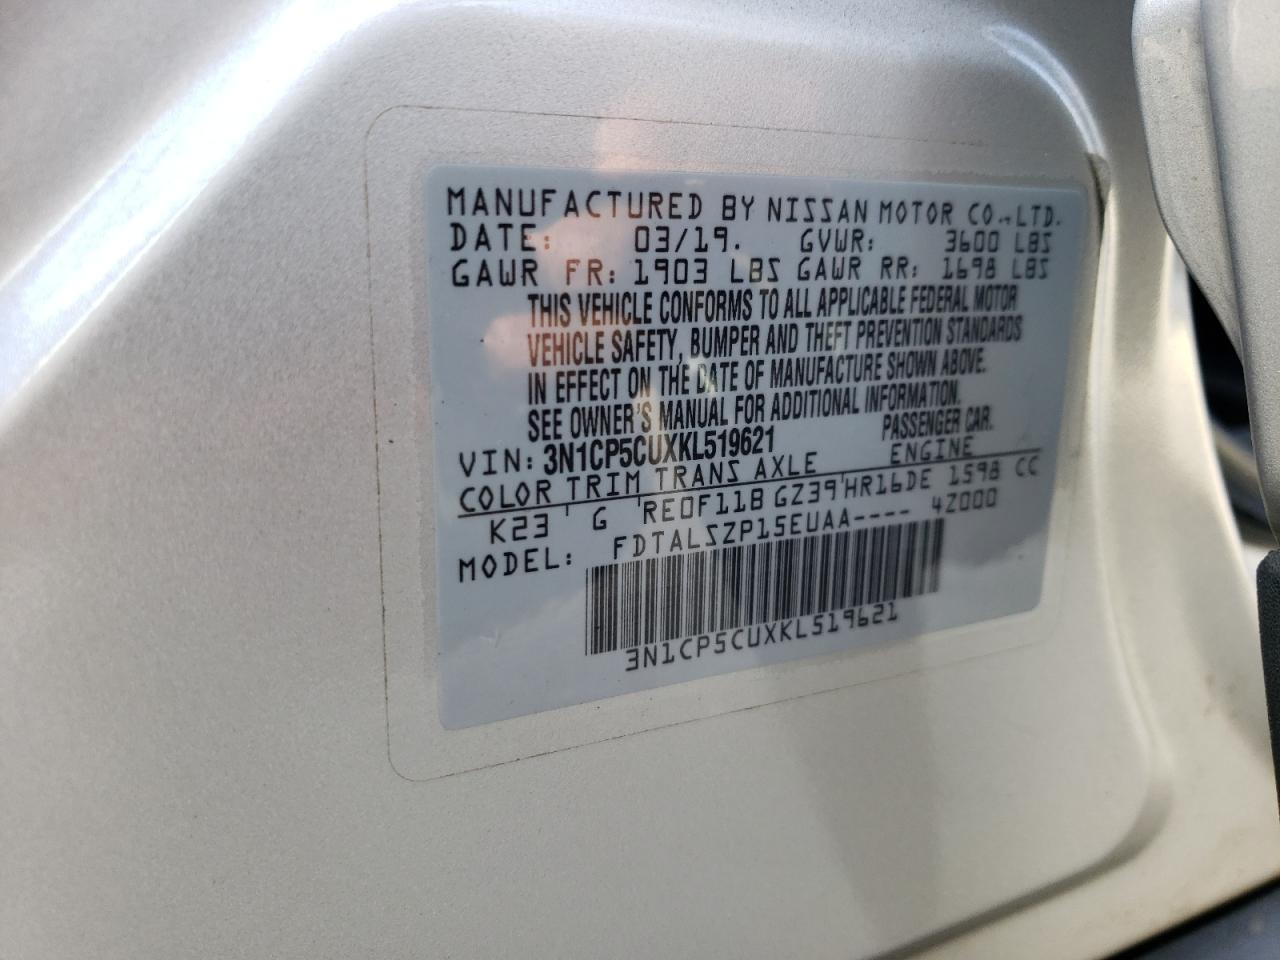 MANUFACTURED BY NISSAN MOTOR CO.,LTD.
DATE: 03/19. GVWR: 3600 LBS
GAWR FR: 1903 LBS GAWR RR: 1698 LBS
THIS VEHICLE CONFORMS TO ALL APPLICABLE FEDERAL MOTOR
VEHICLE SAFETY, BUMPER AND THEFT PREVENTION STANDARDS
IN EFFECT ON THE DATE OF MANUFACTURE SHOWN ABOVE.
SEE OWNER'S MANUAL FOR ADDITIONAL INFORMATION.
VIN: 3N1CP5CUXKL519621 PASSENGER CAR.
COLOR TRIM TRANS AXLE ENGINE
K23 ' G 'RE0F11B GZ39'HR16DE 1598 CC
MODEL: FDTALSZP15EUAA---- 4Z000
3N1CP5CUXKL519621